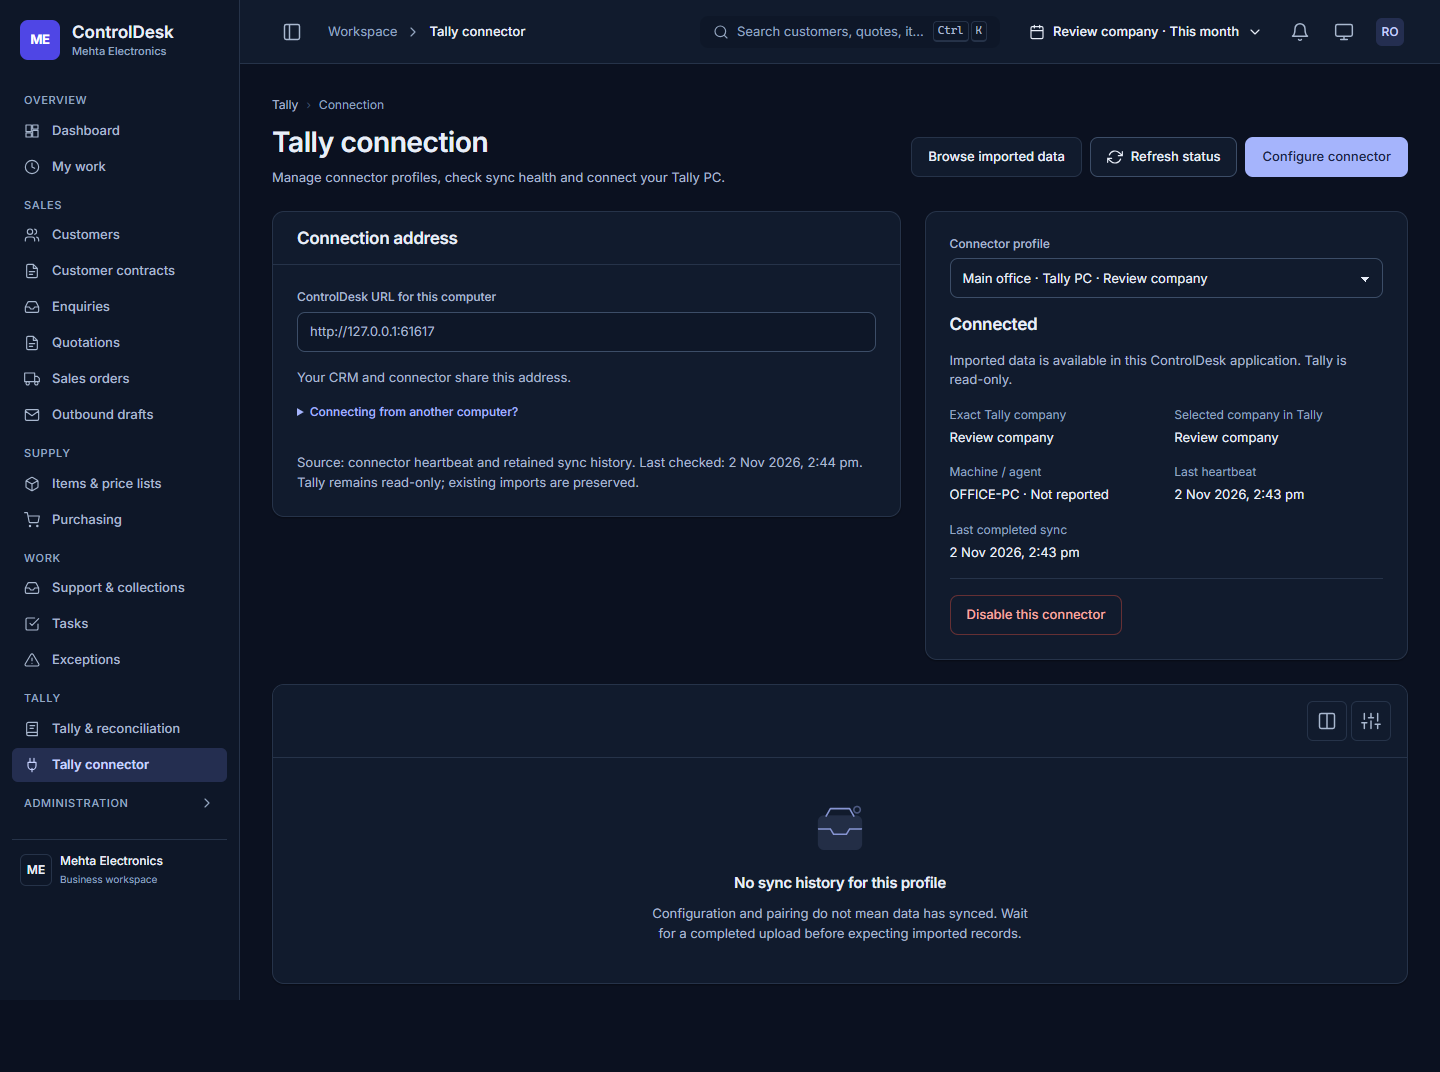 ME
ControlDesk
Mehta Electronics
OVERVIEW
Dashboard
My work
SALES
Customers
Customer contracts
Enquiries
Quotations
Sales orders
Outbound drafts
SUPPLY
Items & price lists
Purchasing
WORK
Support & collections
Tasks
Exceptions
TALLY
Tally & reconciliation
Tally connector
ADMINISTRATION
ME
Mehta Electronics
Business workspace
Workspace
Tally connector
Search customers, quotes, it... Ctrl K
Review company · This month
RO
Tally › Connection
Tally connection
Manage connector profiles, check sync health and connect your Tally PC.
Browse imported data
Refresh status
Configure connector
Connection address
ControlDesk URL for this computer
http://127.0.0.1:61617
Your CRM and connector share this address.
Connecting from another computer?
Source: connector heartbeat and retained sync history. Last checked: 2 Nov 2026, 2:44 pm.
Tally remains read-only; existing imports are preserved.
Connector profile
Main office · Tally PC · Review company
Connected
Imported data is available in this ControlDesk application. Tally is
read-only.
Exact Tally company
Review company
Selected company in Tally
Review company
Machine / agent
OFFICE-PC · Not reported
Last heartbeat
2 Nov 2026, 2:43 pm
Last completed sync
2 Nov 2026, 2:43 pm
Disable this connector
No sync history for this profile
Configuration and pairing do not mean data has synced. Wait
for a completed upload before expecting imported records.